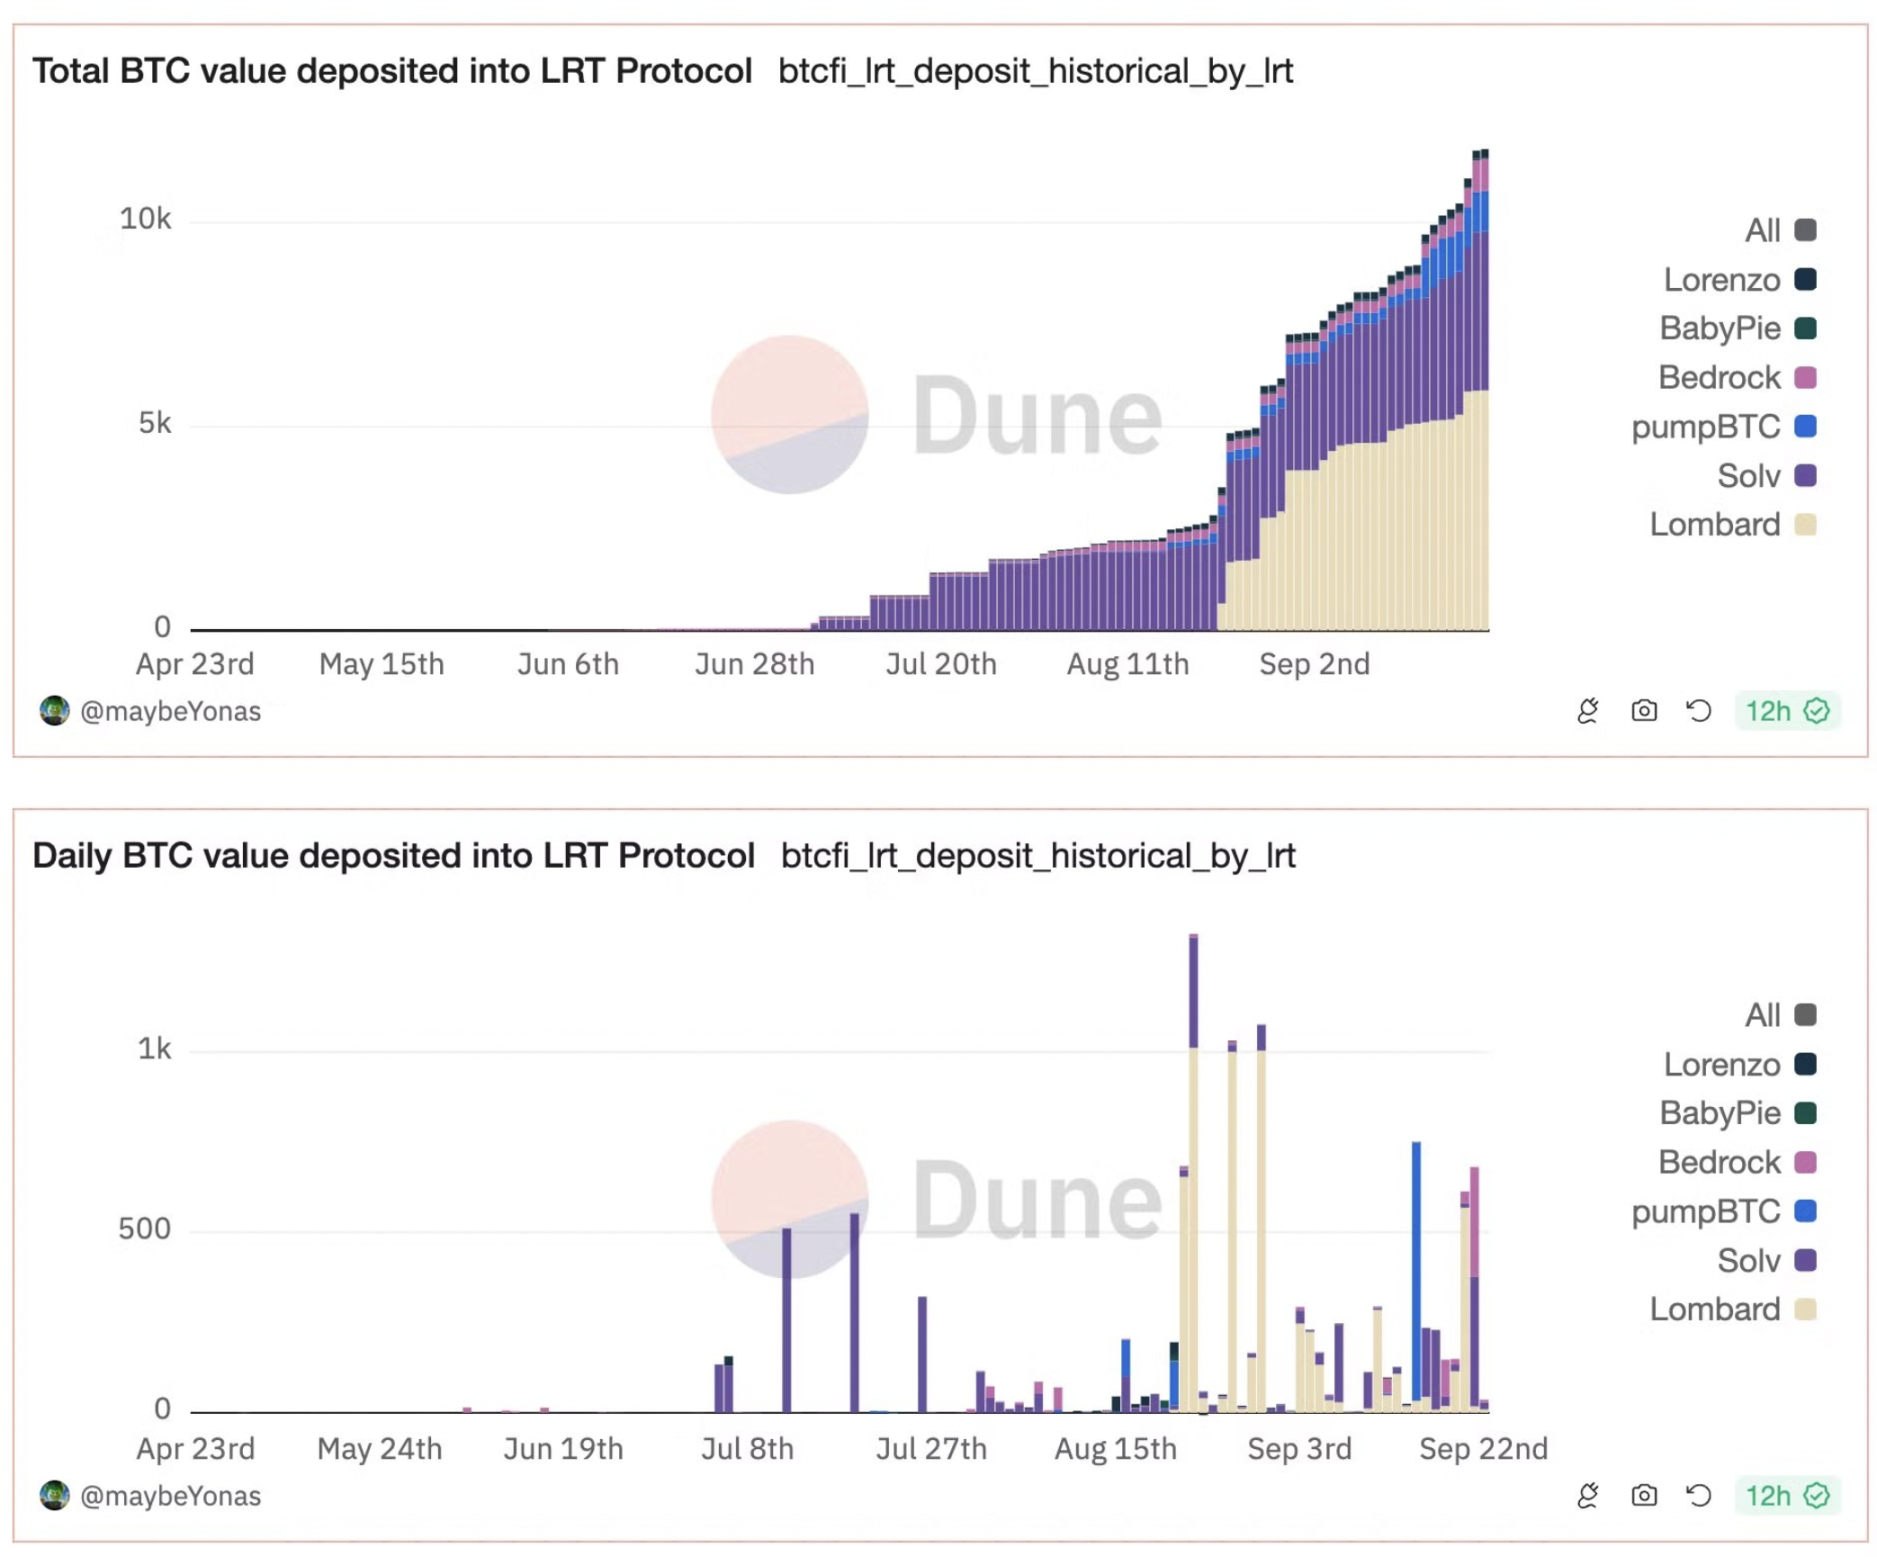 Total BTC value deposited into LRT Protocol btcfi_lrt_deposit_historical_by_lrt
10k
5k
0
Dune
Apr 23rd May 15th Jun 6th Jun 28th Jul 20th Aug 11th Sep 2nd
All
Lorenzo
BabyPie
Bedrock
pumpBTC
Solv
Lombard
@maybeYonas
12h
Daily BTC value deposited into LRT Protocol btcfi_lrt_deposit_historical_by_lrt
1k
500
0
Dune
Apr 23rd May 24th Jun 19th Jul 8th Jul 27th Aug 15th Sep 3rd Sep 22nd
All
Lorenzo
BabyPie
Bedrock
pumpBTC
Solv
Lombard
@maybeYonas
12h